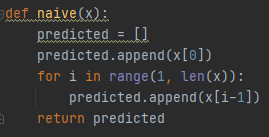 def naive(x):
    predicted = []
    predicted.append(x[0])
    for i in range(1, len(x)):
        predicted.append(x[i-1])
    return predicted